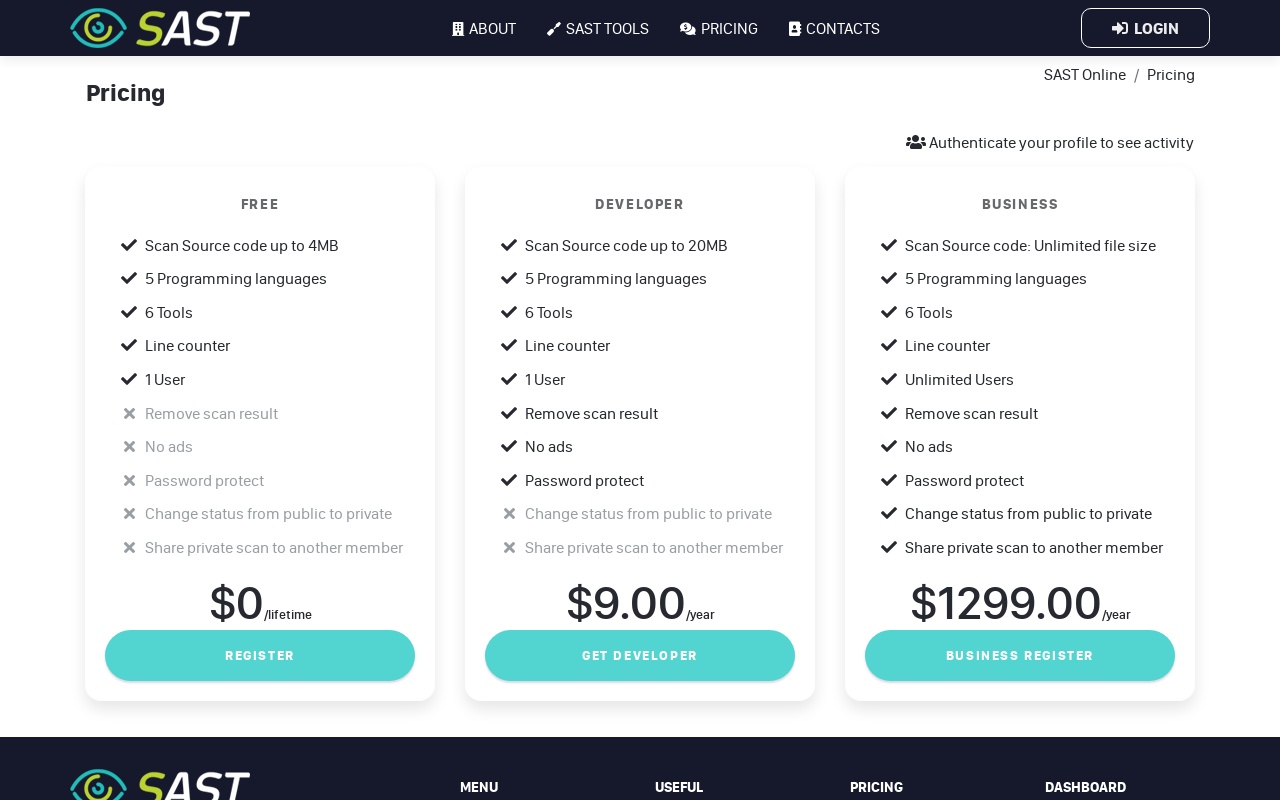 SAST
ABOUT
SAST TOOLS
PRICING
CONTACTS
LOGIN
Pricing
SAST Online / Pricing
Authenticate your profile to see activity
FREE
Scan Source code up to 4MB
5 Programming languages
6 Tools
Line counter
1 User
Remove scan result
No ads
Password protect
Change status from public to private
Share private scan to another member
$0/lifetime
REGISTER
DEVELOPER
Scan Source code up to 20MB
5 Programming languages
6 Tools
Line counter
1 User
Remove scan result
No ads
Password protect
Change status from public to private
Share private scan to another member
$9.00/year
GET DEVELOPER
BUSINESS
Scan Source code: Unlimited file size
5 Programming languages
6 Tools
Line counter
Unlimited Users
Remove scan result
No ads
Password protect
Change status from public to private
Share private scan to another member
$1299.00/year
BUSINESS REGISTER
SAST
MENU
USEFUL
PRICING
DASHBOARD